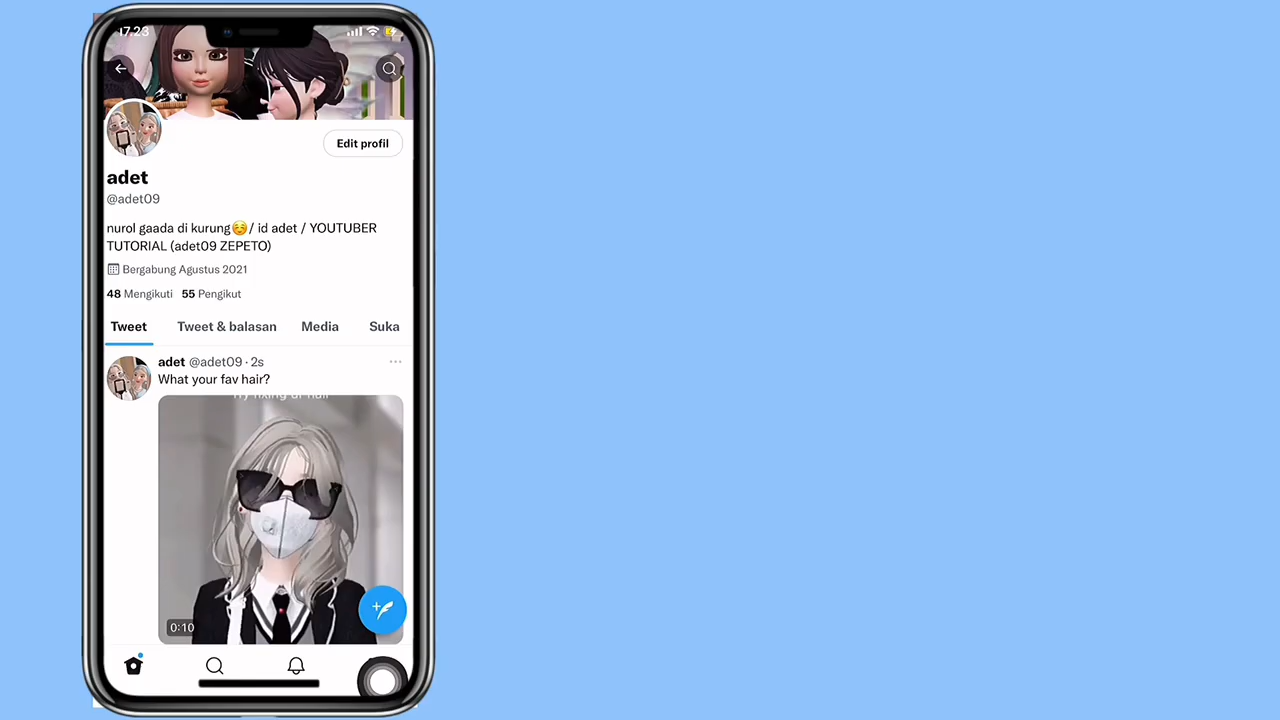 17.23
Edit profil
adet
@adet09
nurol gaada di kurung☺️/ id adet / YOUTUBER
TUTORIAL (adet09 ZEPETO)
Bergabung Agustus 2021
48 Mengikuti 55 Pengikut
Tweet Tweet & balasan Media Suka
adet @adet09 · 2s
What your fav hair?
0:10